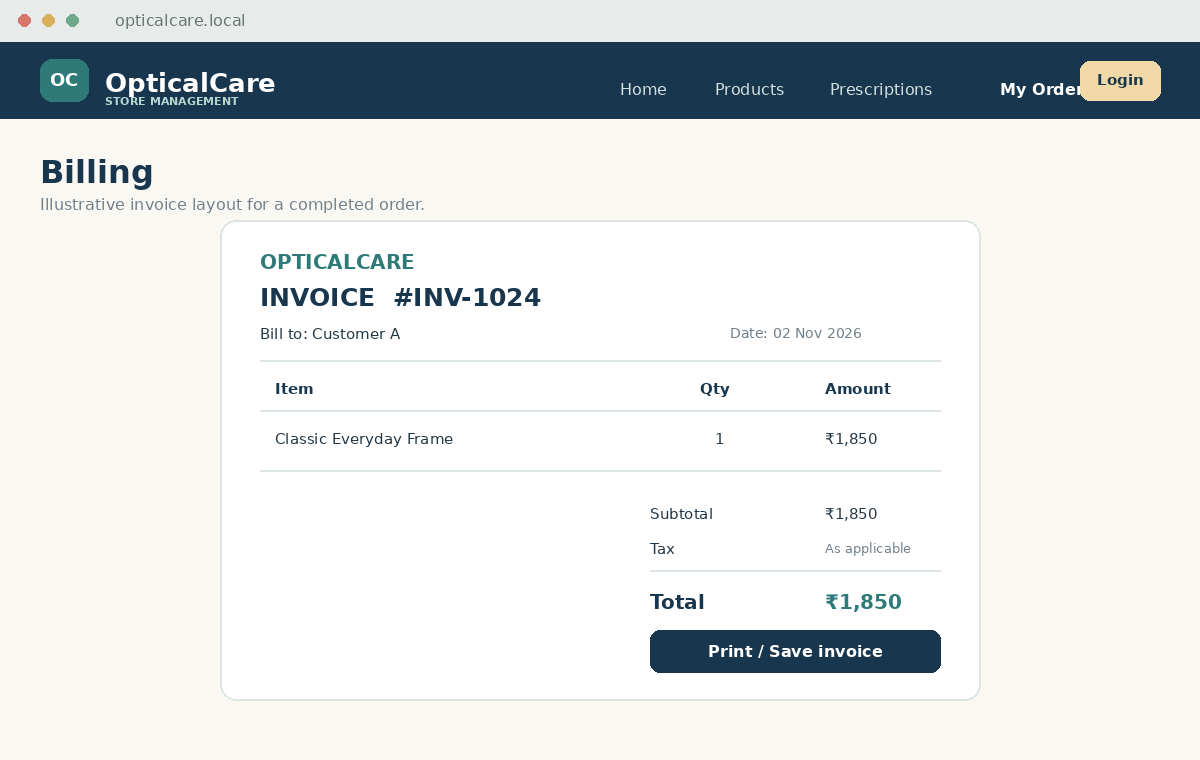 opticalcare.local
OC
OpticalCare
STORE MANAGEMENT
Home
Products
Prescriptions
My Order
Login
Billing
Illustrative invoice layout for a completed order.
OPTICALCARE
INVOICE #INV-1024
Bill to: Customer A
Date: 02 Nov 2026
Item Qty Amount
Classic Everyday Frame 1 ₹1,850
Subtotal ₹1,850
Tax As applicable
Total ₹1,850
Print / Save invoice